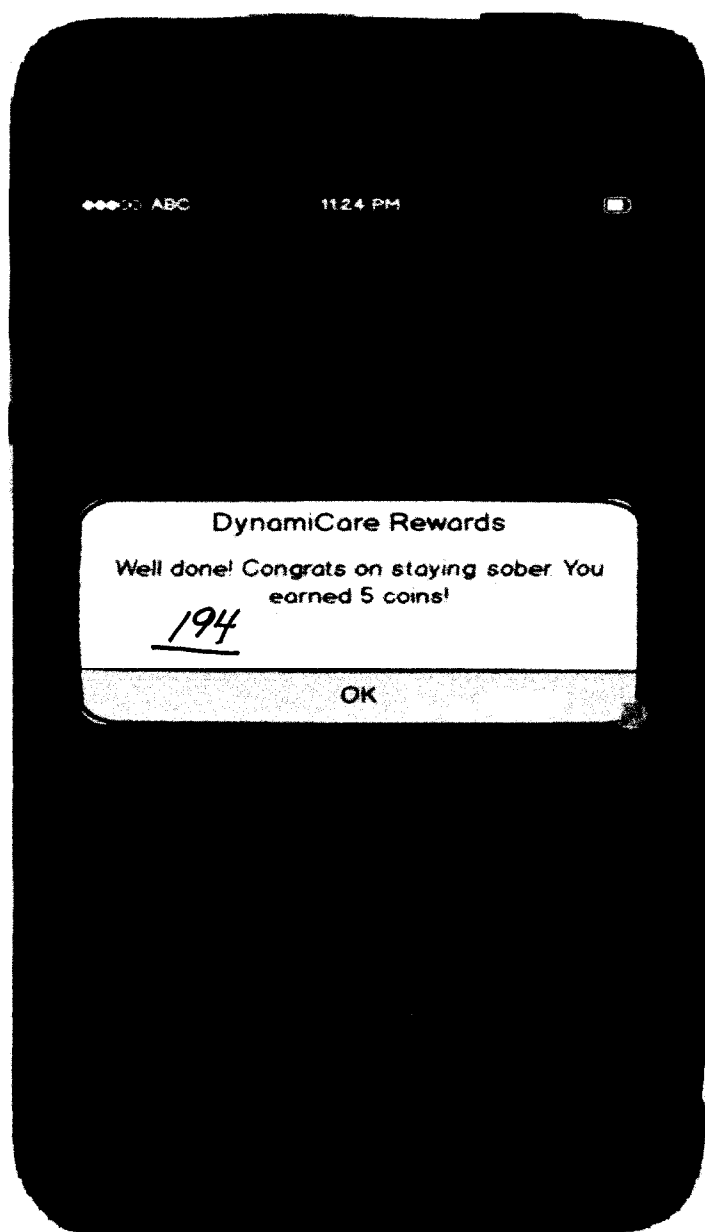 ABC 11:24 PM
DynamiCare Rewards
Well done! Congrats on staying sober. You
earned 5 coins!
194
OK